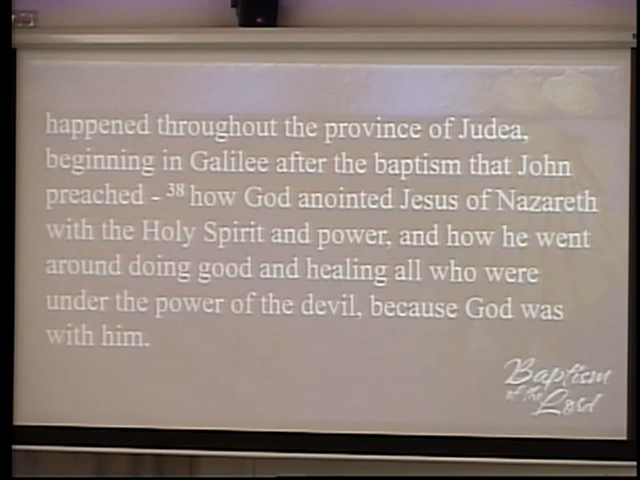 happened throughout the province of Judea,
beginning in Galilee after the baptism that John
preached - 38 how God anointed Jesus of Nazareth
with the Holy Spirit and power, and how he went
around doing good and healing all who were
under the power of the devil, because God was
with him.
Baptism
of the
Lord